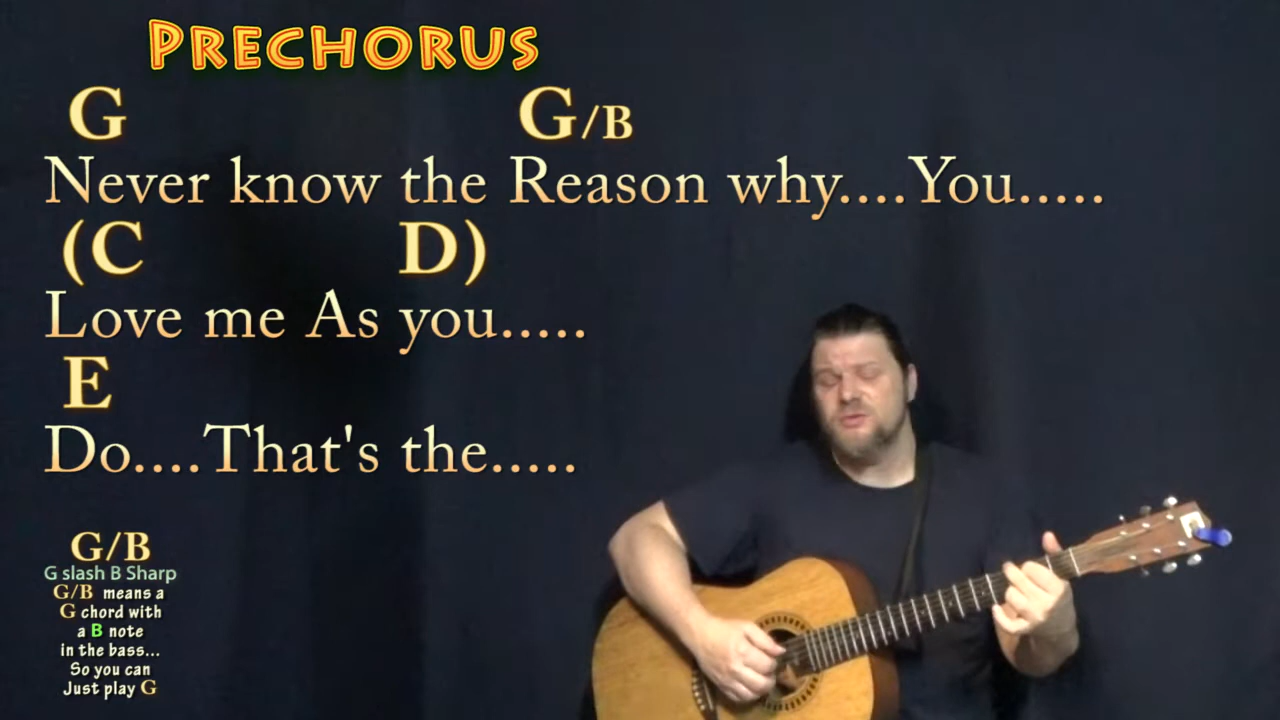 PRECHORUS
G G/B
Never know the Reason why....You.....
(C D)
Love me As you.....
E
Do....That's the.....
G/B
G slash B Sharp
G/B means a
G chord with
a B note
in the bass...
So you can
Just play G